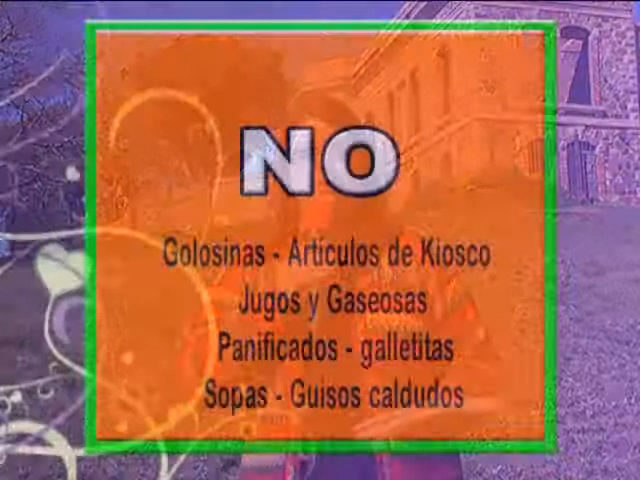 NO
Golosinas - Artículos de Kiosco
Jugos y Gaseosas
Panificados - galletitas
Sopas - Guisos caldudos